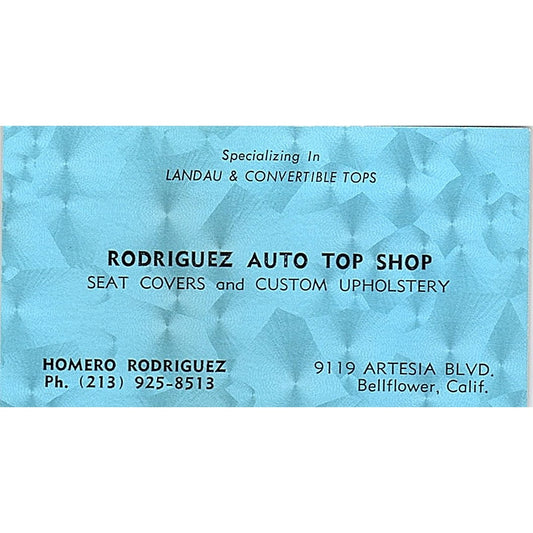 Specializing In
LANDAU & CONVERTIBLE TOPS
RODRIGUEZ AUTO TOP SHOP
SEAT COVERS and CUSTOM UPHOLSTERY
HOMERO RODRIGUEZ
Ph. (213) 925-8513
9119 ARTESIA BLVD.
Bellflower, Calif.